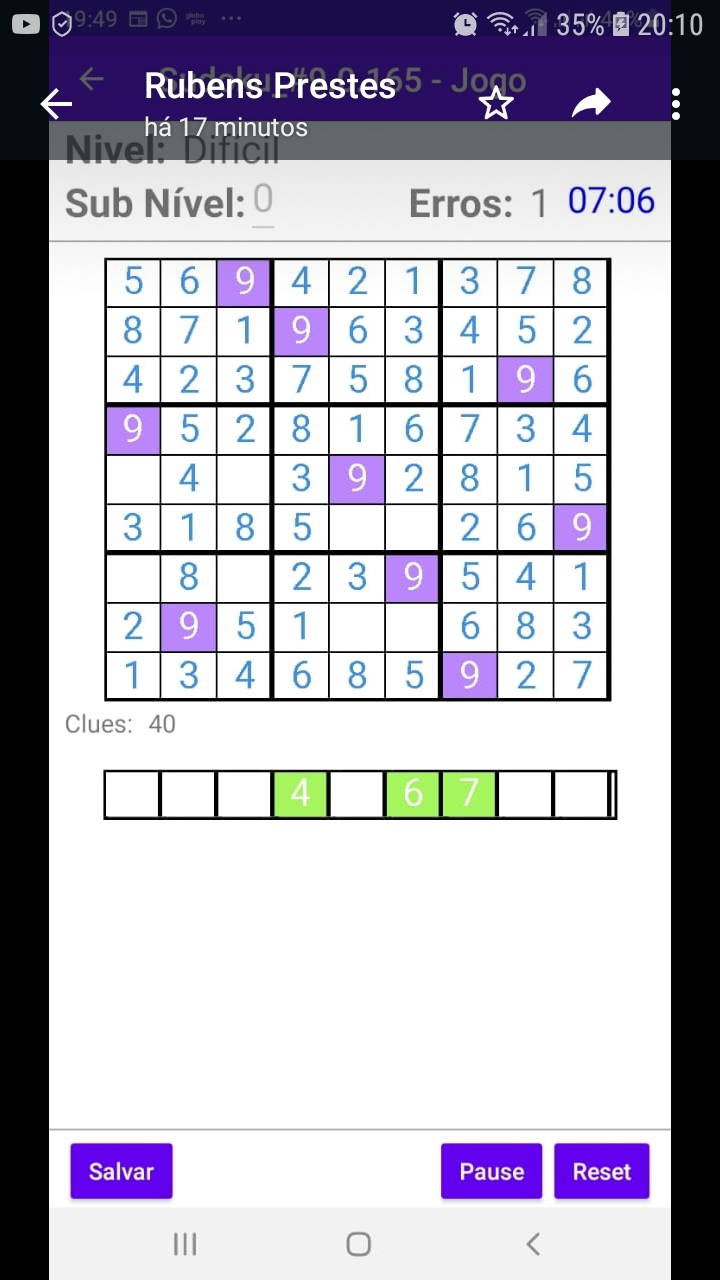 9:49 35% 20:10
Sudoku #9.9.165 - Jogo
Rubens Prestes
há 17 minutos
Nivel: Dificil
Sub Nível: 0 Erros: 1 07:06
5 6 9 4 2 1 3 7 8
8 7 1 9 6 3 4 5 2
4 2 3 7 5 8 1 9 6
9 5 2 8 1 6 7 3 4
4 3 9 2 8 1 5
3 1 8 5 2 6 9
8 2 3 9 5 4 1
2 9 5 1 6 8 3
1 3 4 6 8 5 9 2 7
Clues: 40
4 6 7
Salvar Pause Reset